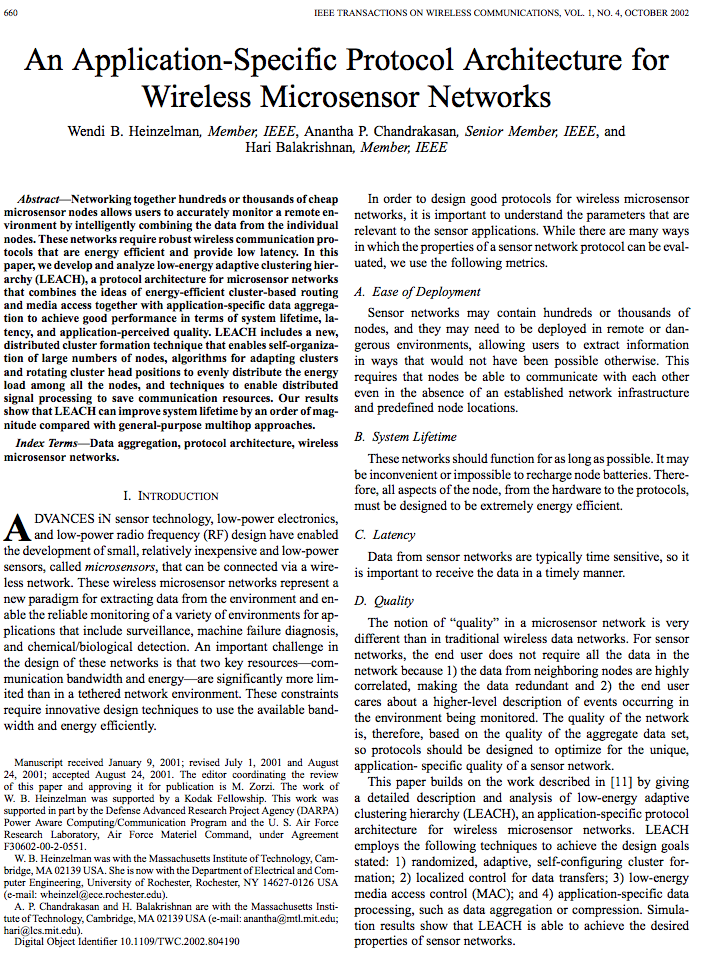 660
IEEE TRANSACTIONS ON WIRELESS COMMUNICATIONS, VOL. 1, NO. 4, OCTOBER 2002
An Application-Specific Protocol Architecture for
Wireless Microsensor Networks
Wendi B. Heinzelman, Member, IEEE, Anantha P. Chandrakasan, Senior Member, IEEE, and
Hari Balakrishnan, Member, IEEE
Abstract—Networking together hundreds or thousands of cheap
microsensor nodes allows users to accurately monitor a remote en-
vironment by intelligently combining the data from the individual
nodes. These networks require robust wireless communication pro-
tocols that are energy efficient and provide low latency. In this
paper, we develop and analyze low-energy adaptive clustering hier-
archy (LEACH), a protocol architecture for microsensor networks
that combines the ideas of energy-efficient cluster-based routing
and media access together with application-specific data aggrega-
tion to achieve good performance in terms of system lifetime, la-
tency, and application-perceived quality. LEACH includes a new,
distributed cluster formation technique that enables self-organiza-
tion of large numbers of nodes, algorithms for adapting clusters
and rotating cluster head positions to evenly distribute the energy
load among all the nodes, and techniques to enable distributed
signal processing to save communication resources. Our results
show that LEACH can improve system lifetime by an order of mag-
nitude compared with general-purpose multihop approaches.
Index Terms—Data aggregation, protocol architecture, wireless
microsensor networks.
I. INTRODUCTION
ADVANCES iN sensor technology, low-power electronics,
and low-power radio frequency (RF) design have enabled
the development of small, relatively inexpensive and low-power
sensors, called microsensors, that can be connected via a wire-
less network. These wireless microsensor networks represent a
new paradigm for extracting data from the environment and en-
able the reliable monitoring of a variety of environments for ap-
plications that include surveillance, machine failure diagnosis,
and chemical/biological detection. An important challenge in
the design of these networks is that two key resources—com-
munication bandwidth and energy—are significantly more lim-
ited than in a tethered network environment. These constraints
require innovative design techniques to use the available band-
width and energy efficiently.
Manuscript received January 9, 2001; revised July 1, 2001 and August
24, 2001; accepted August 24, 2001. The editor coordinating the review
of this paper and approving it for publication is M. Zorzi. The work of
W. B. Heinzelman was supported by a Kodak Fellowship. This work was
supported in part by the Defense Advanced Research Project Agency (DARPA)
Power Aware Computing/Communication Program and the U. S. Air Force
Research Laboratory, Air Force Materiel Command, under Agreement
F30602-00-2-0551.
W. B. Heinzelman was with the Massachusetts Institute of Technology, Cam-
bridge, MA 02139 USA. She is now with the Department of Electrical and Com-
puter Engineering, University of Rochester, Rochester, NY 14627-0126 USA
(e-mail: wheinzel@ece.rochester.edu).
A. P. Chandrakasan and H. Balakrishnan are with the Massachusetts Insti-
tute of Technology, Cambridge, MA 02139 USA (e-mail: anantha@mtl.mit.edu;
hari@lcs.mit.edu).
Digital Object Identifier 10.1109/TWC.2002.804190
In order to design good protocols for wireless microsensor
networks, it is important to understand the parameters that are
relevant to the sensor applications. While there are many ways
in which the properties of a sensor network protocol can be eval-
uated, we use the following metrics.
A. Ease of Deployment
Sensor networks may contain hundreds or thousands of
nodes, and they may need to be deployed in remote or dan-
gerous environments, allowing users to extract information
in ways that would not have been possible otherwise. This
requires that nodes be able to communicate with each other
even in the absence of an established network infrastructure
and predefined node locations.
B. System Lifetime
These networks should function for as long as possible. It may
be inconvenient or impossible to recharge node batteries. There-
fore, all aspects of the node, from the hardware to the protocols,
must be designed to be extremely energy efficient.
C. Latency
Data from sensor networks are typically time sensitive, so it
is important to receive the data in a timely manner.
D. Quality
The notion of “quality” in a microsensor network is very
different than in traditional wireless data networks. For sensor
networks, the end user does not require all the data in the
network because 1) the data from neighboring nodes are highly
correlated, making the data redundant and 2) the end user
cares about a higher-level description of events occurring in
the environment being monitored. The quality of the network
is, therefore, based on the quality of the aggregate data set,
so protocols should be designed to optimize for the unique,
application- specific quality of a sensor network.
This paper builds on the work described in [11] by giving
a detailed description and analysis of low-energy adaptive
clustering hierarchy (LEACH), an application-specific protocol
architecture for wireless microsensor networks. LEACH
employs the following techniques to achieve the design goals
stated: 1) randomized, adaptive, self-configuring cluster for-
mation; 2) localized control for data transfers; 3) low-energy
media access control (MAC); and 4) application-specific data
processing, such as data aggregation or compression. Simula-
tion results show that LEACH is able to achieve the desired
properties of sensor networks.